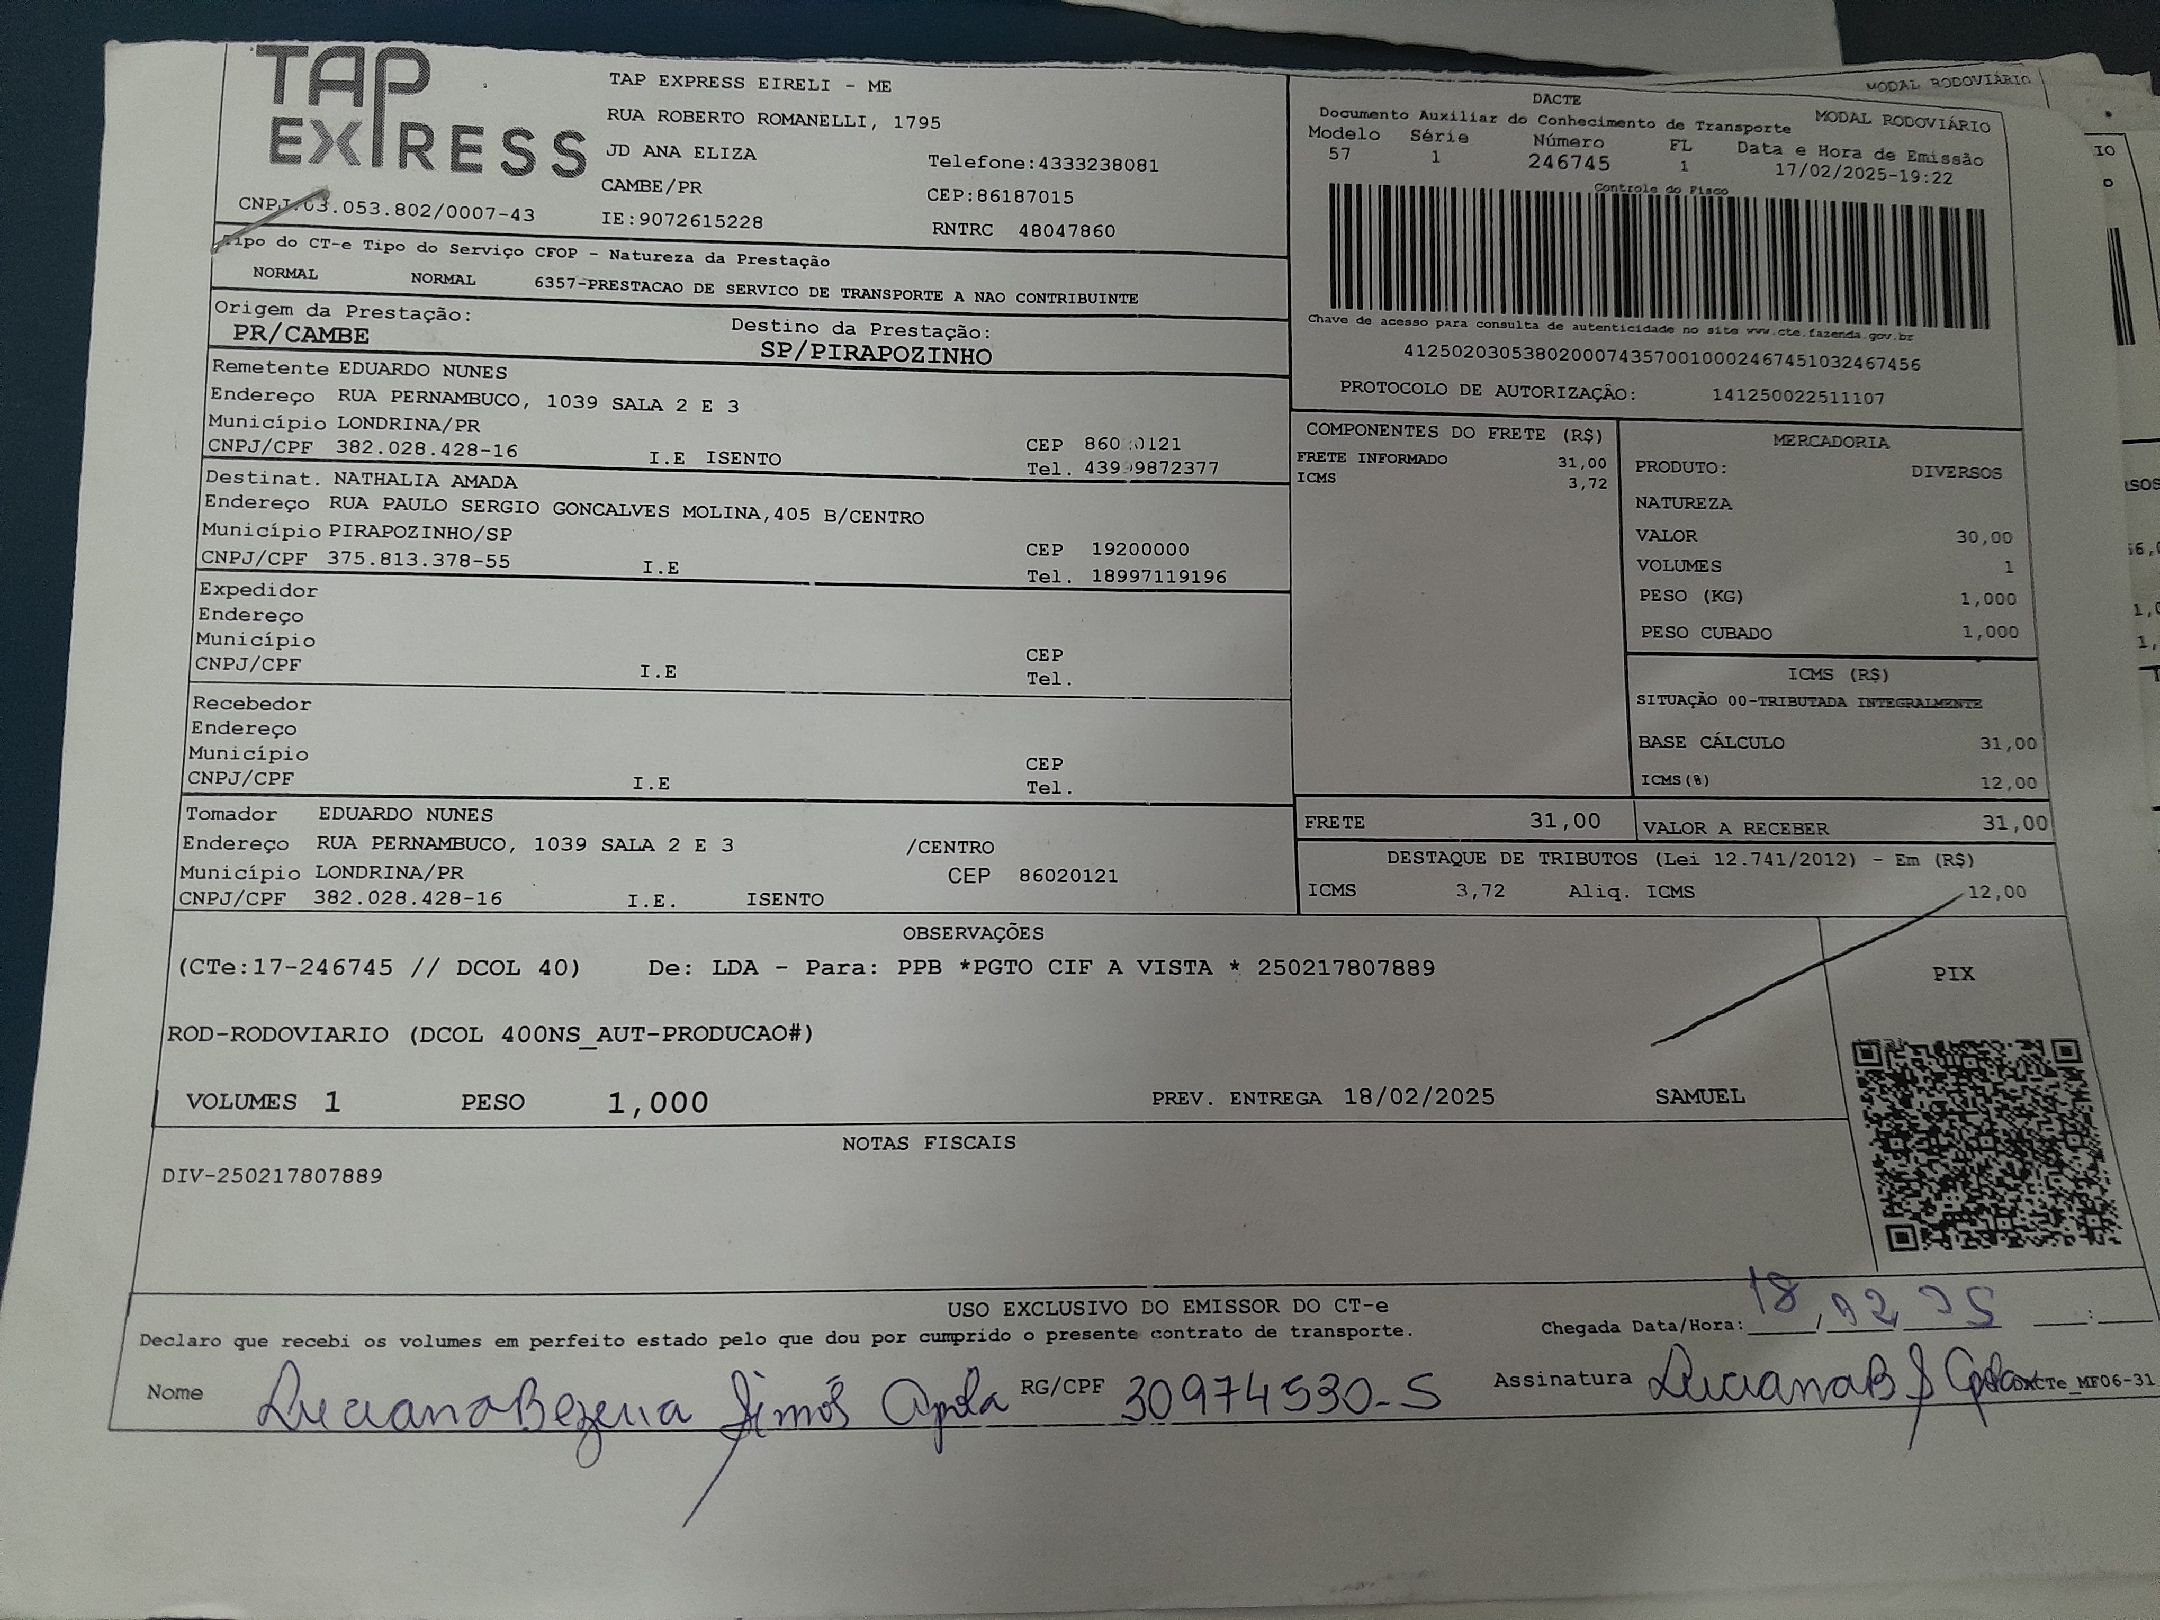 TAP EXPRESS
TAP EXPRESS EIRELI - ME
RUA ROBERTO ROMANELLI, 1795
JD ANA ELIZA
Telefone:4333238081
CAMBE/PR
CEP:86187015
CNPJ:03.053.802/0007-43
IE:9072615228
RNTRC 48047860
DACTE
Documento Auxiliar do Conhecimento de Transporte
MODAL RODOVIÁRIO
Modelo Série Número FL Data e Hora de Emissão
57 1 246745 1 17/02/2025-19:22
Controle do Fisco
Chave de acesso para consulta de autenticidade no site www.cte.fazenda.gov.br
41250203053802000743570010002467451032467456
PROTOCOLO DE AUTORIZAÇÃO: 141250022511107
Tipo do CT-e Tipo do Serviço CFOP - Natureza da Prestação
NORMAL NORMAL 6357-PRESTACAO DE SERVICO DE TRANSPORTE A NAO CONTRIBUINTE
Origem da Prestação: Destino da Prestação:
PR/CAMBE SP/PIRAPOZINHO
Remetente EDUARDO NUNES
Endereço RUA PERNAMBUCO, 1039 SALA 2 E 3
Município LONDRINA/PR
CEP
CNPJ/CPF 382.028.428-16 I.E ISENTO
Tel.
Destinat. NATHALIA AMADA
Endereço RUA PAULO SERGIO GONCALVES MOLINA,405 B/CENTRO
Município PIRAPOZINHO/SP
CEP 19200000
CNPJ/CPF 375.813.378-55 I.E
Tel. 18997119196
Expedidor
Endereço
Município
CEP
CNPJ/CPF I.E
Tel.
Recebedor
Endereço
Município
CEP
CNPJ/CPF I.E
Tel.
Tomador EDUARDO NUNES
Endereço RUA PERNAMBUCO, 1039 SALA 2 E 3 /CENTRO
Município LONDRINA/PR CEP 86020121
CNPJ/CPF 382.028.428-16 I.E. ISENTO
COMPONENTES DO FRETE (R$)
FRETE INFORMADO 31,00
ICMS 3,72
MERCADORIA
PRODUTO: DIVERSOS
NATUREZA
VALOR 30,00
VOLUMES 1
PESO (KG) 1,000
PESO CUBADO 1,000
ICMS (R$)
SITUAÇÃO 00-TRIBUTADA INTEGRALMENTE
BASE CÁLCULO 31,00
ICMS(%) 12,00
FRETE 31,00 VALOR A RECEBER 31,00
DESTAQUE DE TRIBUTOS (Lei 12.741/2012) - Em (R$)
ICMS 3,72 Aliq. ICMS 12,00
OBSERVAÇÕES
(CTe:17-246745 // DCOL 40) De: LDA - Para: PPB *PGTO CIF A VISTA * 250217807889
ROD-RODOVIARIO (DCOL 400NS_AUT-PRODUCAO#)
VOLUMES 1 PESO 1,000 PREV. ENTREGA 18/02/2025 SAMUEL
PIX
NOTAS FISCAIS
DIV-250217807889
USO EXCLUSIVO DO EMISSOR DO CT-e
Declaro que recebi os volumes em perfeito estado pelo que dou por cumprido o presente contrato de transporte.
Chegada Data/Hora: 18/02/25 :
Nome Luciana Bezerra RG/CPF 30974530-5 Assinatura Luciana B
MODAL RODOVIÁRIO